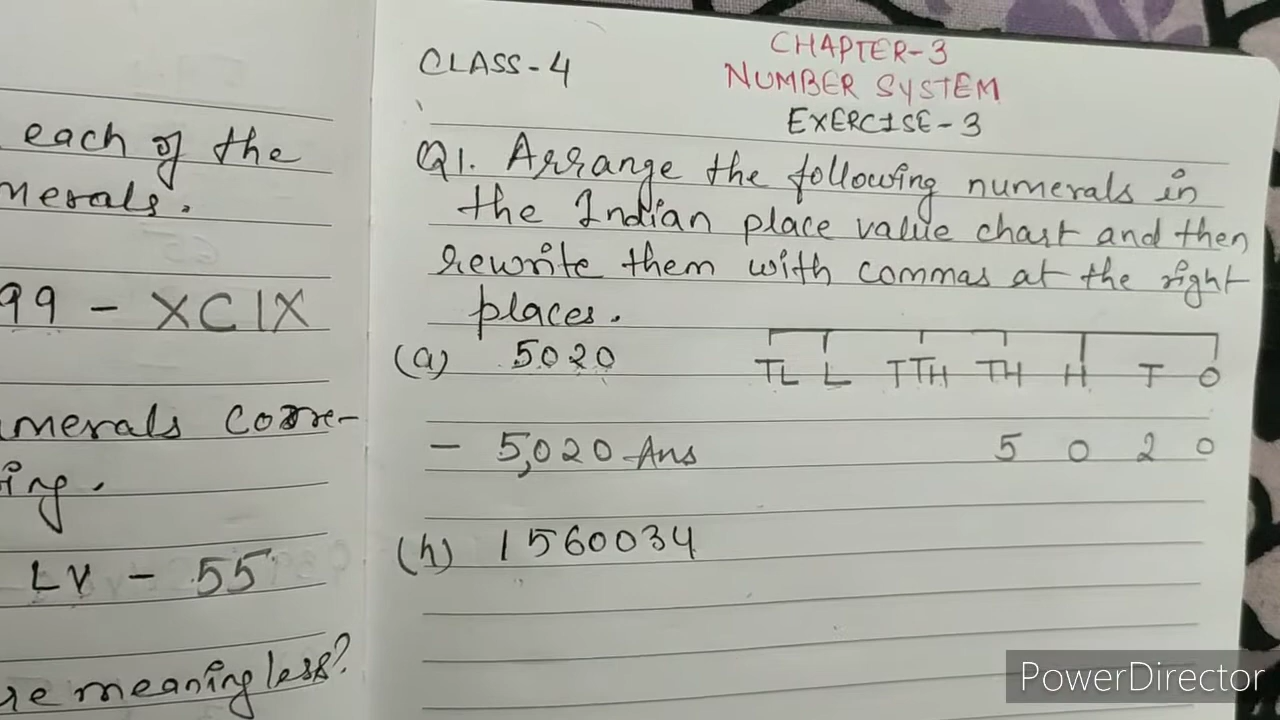 each of the
merals.
99 - XCIX
merals corre-
ing.
LV - 55
re meaningless?
CLASS-4
CHAPTER-3
NUMBER SYSTEM
EXERCISE-3
Q1. Arrange the following numerals in
the Indian place value chart and then
rewrite them with commas at the right
places.
(a) 5020 TL L TTH TH H T O
- 5,020 Ans 5 0 2 0
(h) 1560034
PowerDirector